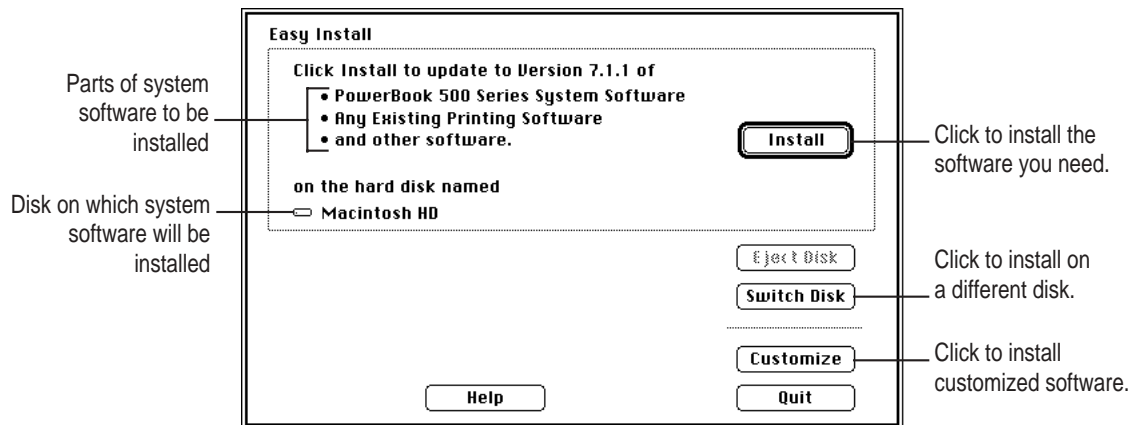 Easy Install
Click Install to update to Version 7.1.1 of
• PowerBook 500 Series System Software
• Any Existing Printing Software
• and other software.
Install
on the hard disk named
Macintosh HD
Eject Disk
Switch Disk
Customize
Help
Quit
Parts of system
software to be
installed
Disk on which system
software will be
installed
Click to install the
software you need.
Click to install on
a different disk.
Click to install
customized software.